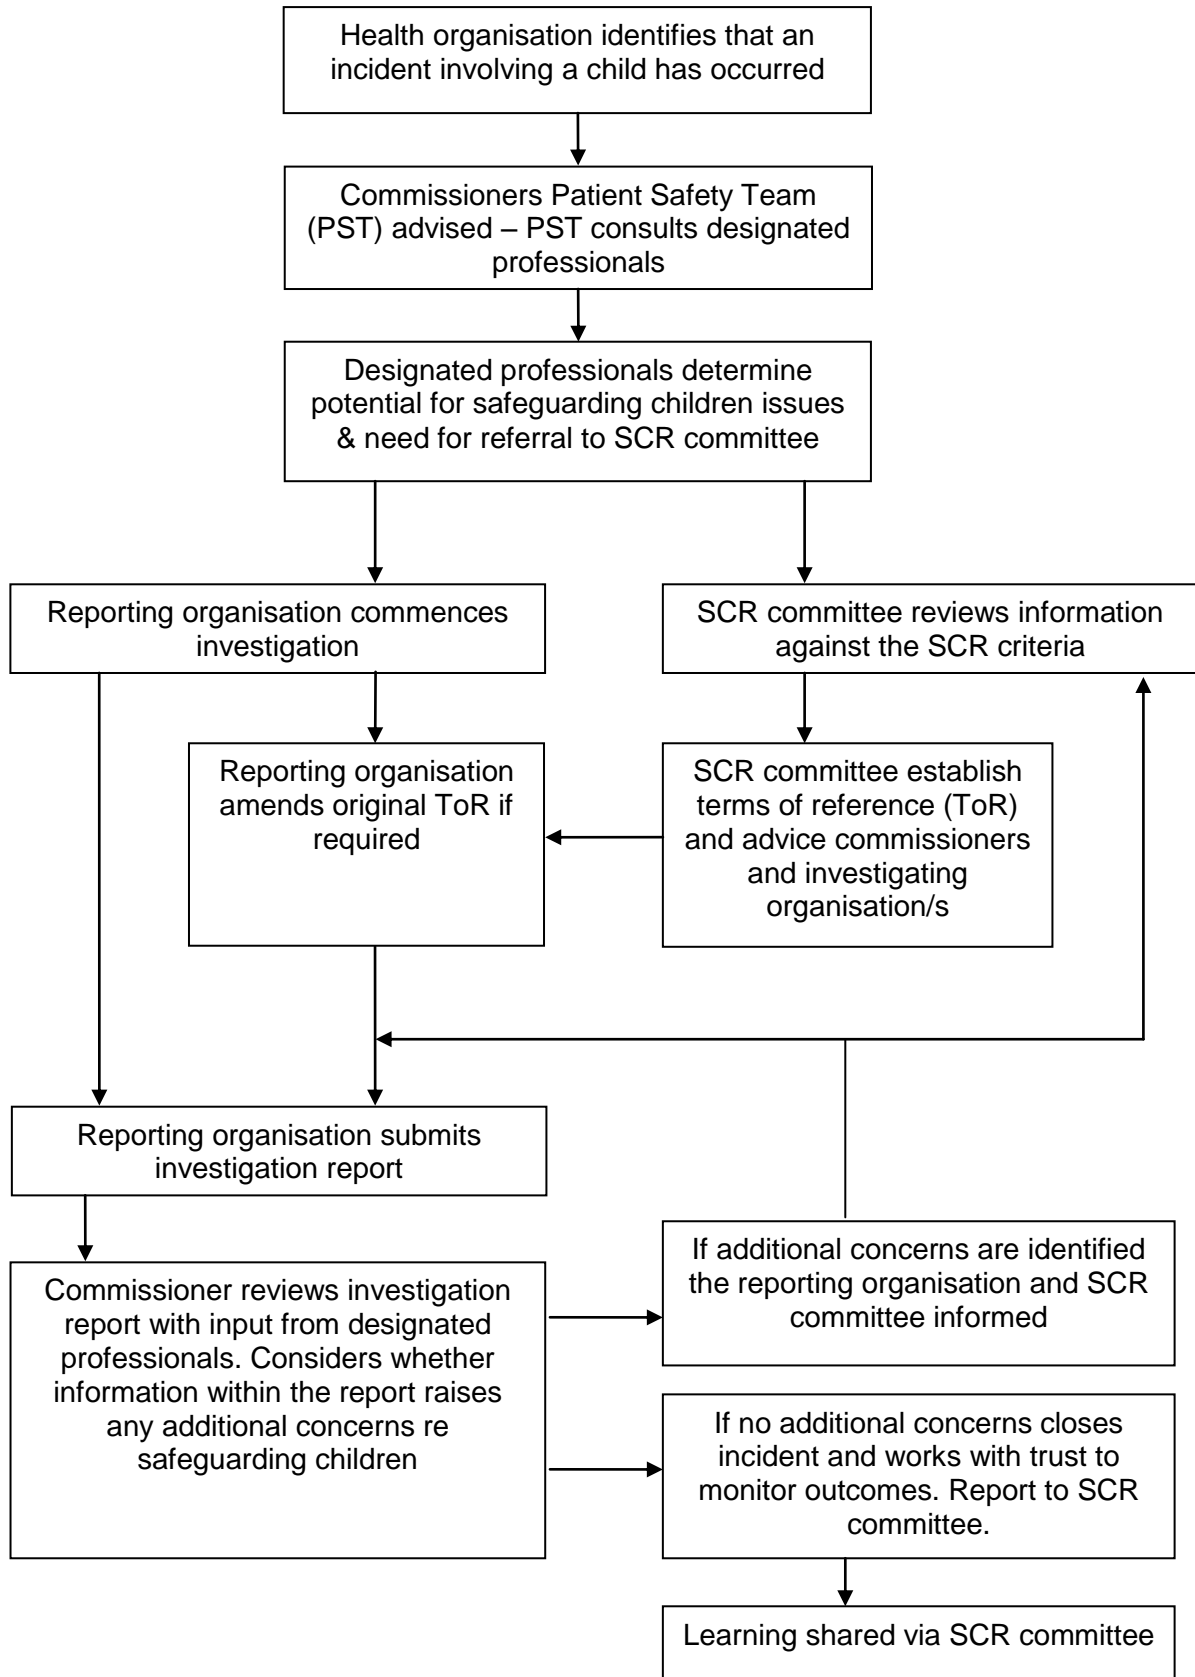 Health organisation identifies that an
incident involving a child has occurred
Commissioners Patient Safety Team
(PST) advised – PST consults designated
professionals
Designated professionals determine
potential for safeguarding children issues
& need for referral to SCR committee
Reporting organisation commences
investigation
SCR committee reviews information
against the SCR criteria
Reporting organisation
amends original ToR if
required
SCR committee establish
terms of reference (ToR)
and advice commissioners
and investigating
organisation/s
Reporting organisation submits
investigation report
Commissioner reviews investigation
report with input from designated
professionals. Considers whether
information within the report raises
any additional concerns re
safeguarding children
If additional concerns are identified
the reporting organisation and SCR
committee informed
If no additional concerns closes
incident and works with trust to
monitor outcomes. Report to SCR
committee.
Learning shared via SCR committee